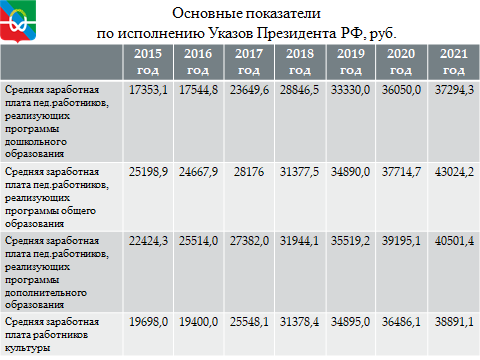 Основные показатели
по исполнению Указов Президента РФ, руб.
2015 год 2016 год 2017 год 2018 год 2019 год 2020 год 2021 год
Средняя заработная 17353,1 17544,8 23649,6 28846,5 33330,0 36050,0 37294,3
плата пед.работников,
реализующих
программы
дошкольного
образования
Средняя заработная 25198,9 24667,9 28176 31377,5 34890,0 37714,7 43024,2
плата пед.работников,
реализующих
программы общего
образования
Средняя заработная 22424,3 25514,0 27382,0 31944,1 35519,2 39195,1 40501,4
плата пед.работников,
реализующих
программы
дополнительного
образования
Средняя заработная 19698,0 19400,0 25548,1 31378,4 34895,0 36486,1 38891,1
плата работников
культуры